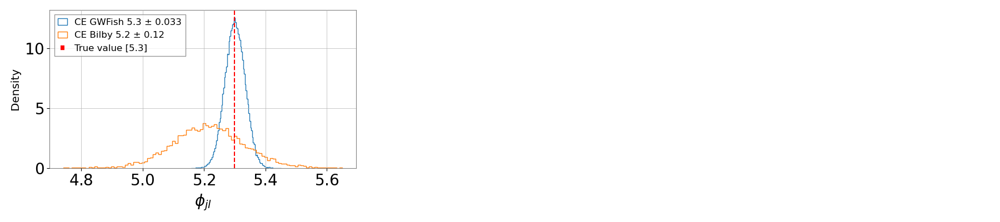 CE GWFish 5.3 ± 0.033
CE Bilby 5.2 ± 0.12
True value [5.3]
Density
10
5
0
4.8 5.0 5.2 5.4 5.6
ϕjl